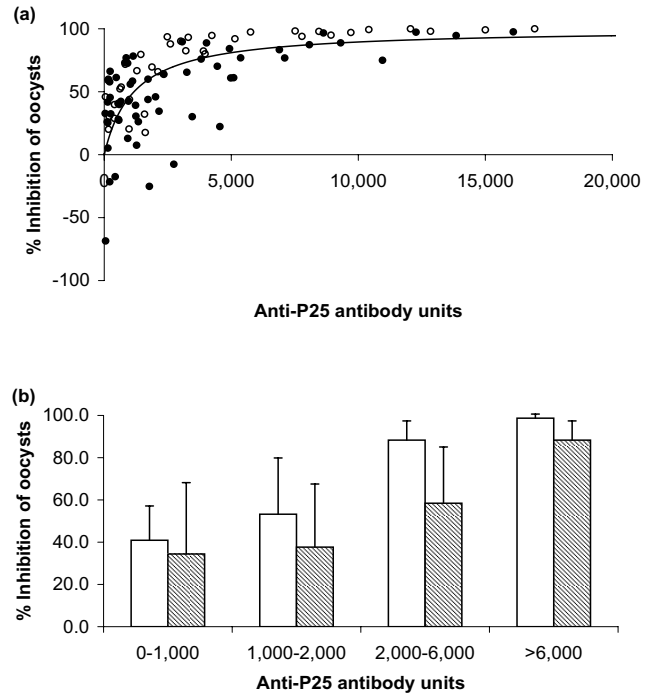 (a)
% Inhibition of oocysts
100
50
0
-50
-100
0 5,000 10,000 15,000 20,000
Anti-P25 antibody units
(b)
% Inhibition of oocysts
100.0
80.0
60.0
40.0
20.0
0.0
0-1,000 1,000-2,000 2,000-6,000 >6,000
Anti-P25 antibody units